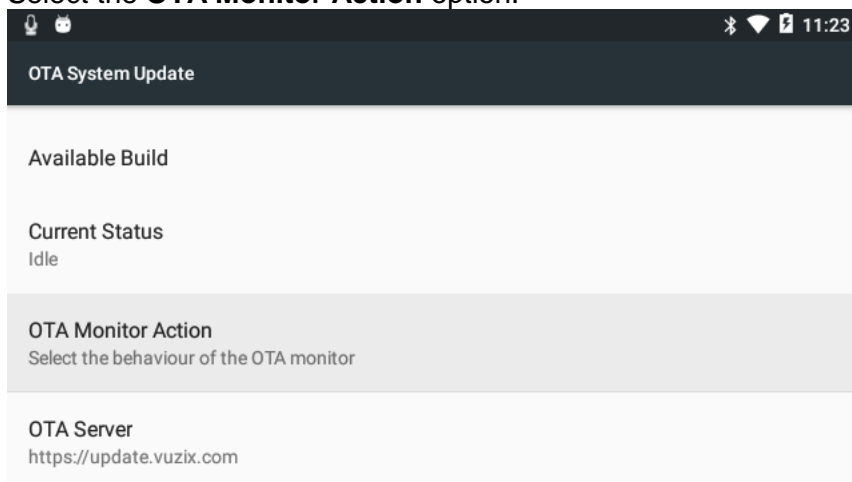 Select the OTA Monitor Action option.
11:23
OTA System Update
Available Build
Current Status
Idle
OTA Monitor Action
Select the behaviour of the OTA monitor
OTA Server
https://update.vuzix.com